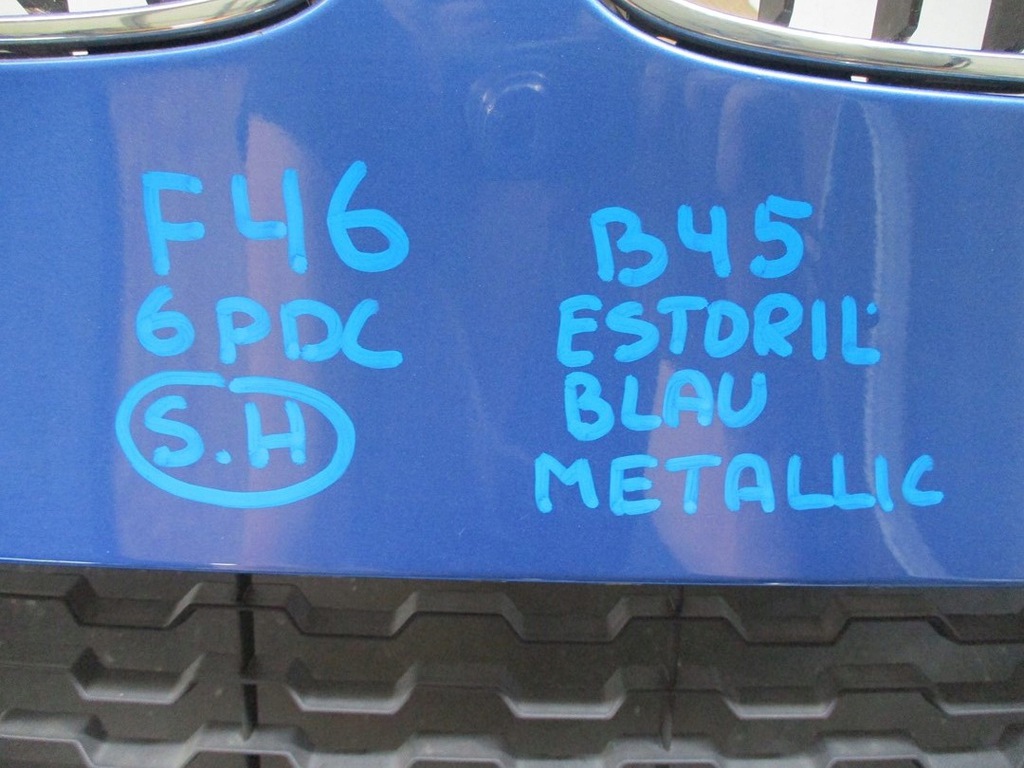 F46
6PDC
S.H
B45
ESTORIL
BLAU
METALLIC